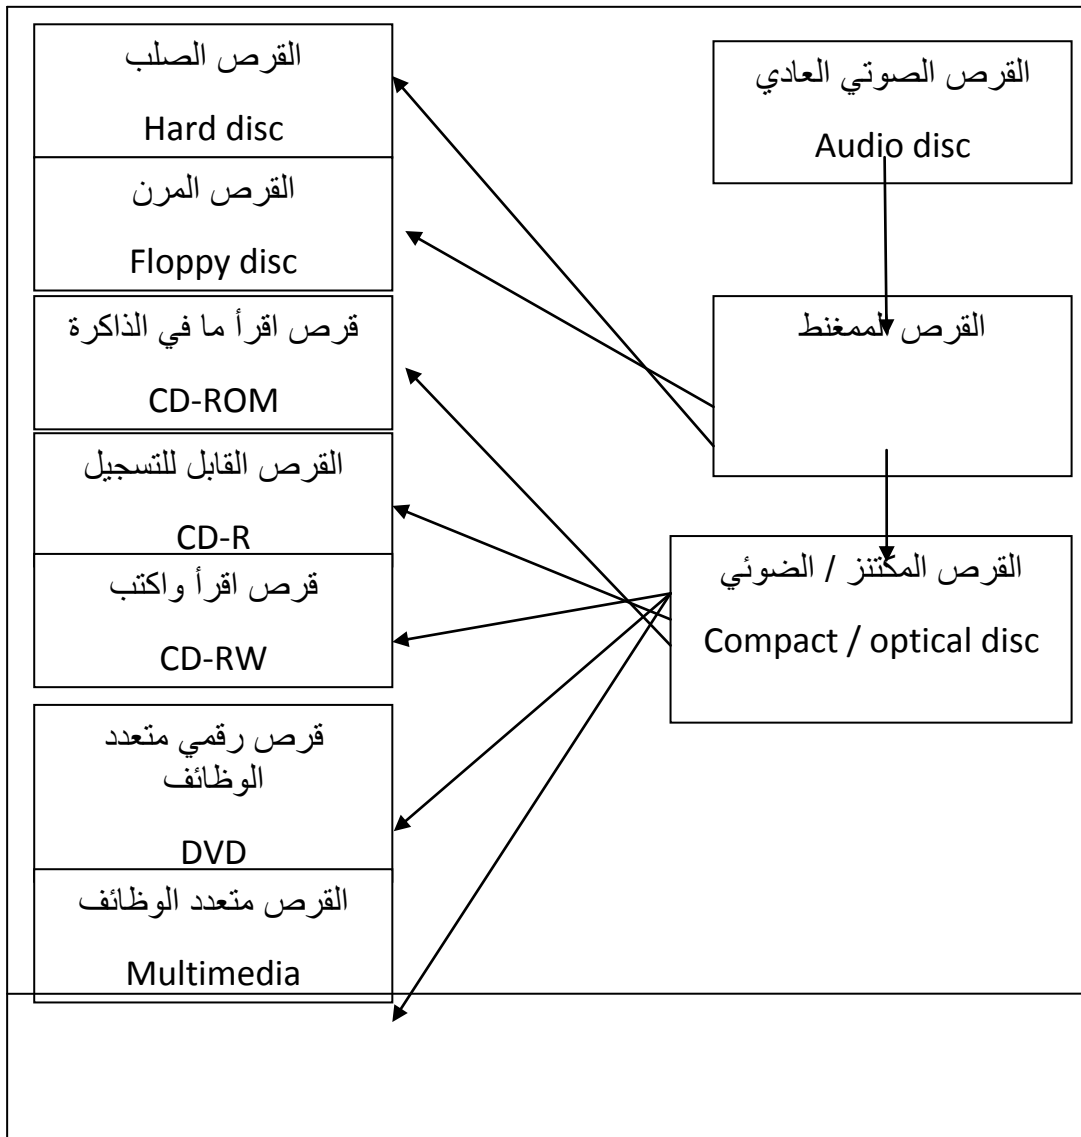 القرص الصوتي العادي
Audio disc
القرص الممغنط
القرص المكتنز / الضوئي
Compact / optical disc
القرص الصلب
Hard disc
القرص المرن
Floppy disc
قرص اقرأ ما في الذاكرة
CD-ROM
القرص القابل للتسجيل
CD-R
قرص اقرأ واكتب
CD-RW
قرص رقمي متعدد
الوظائف
DVD
القرص متعدد الوظائف
Multimedia